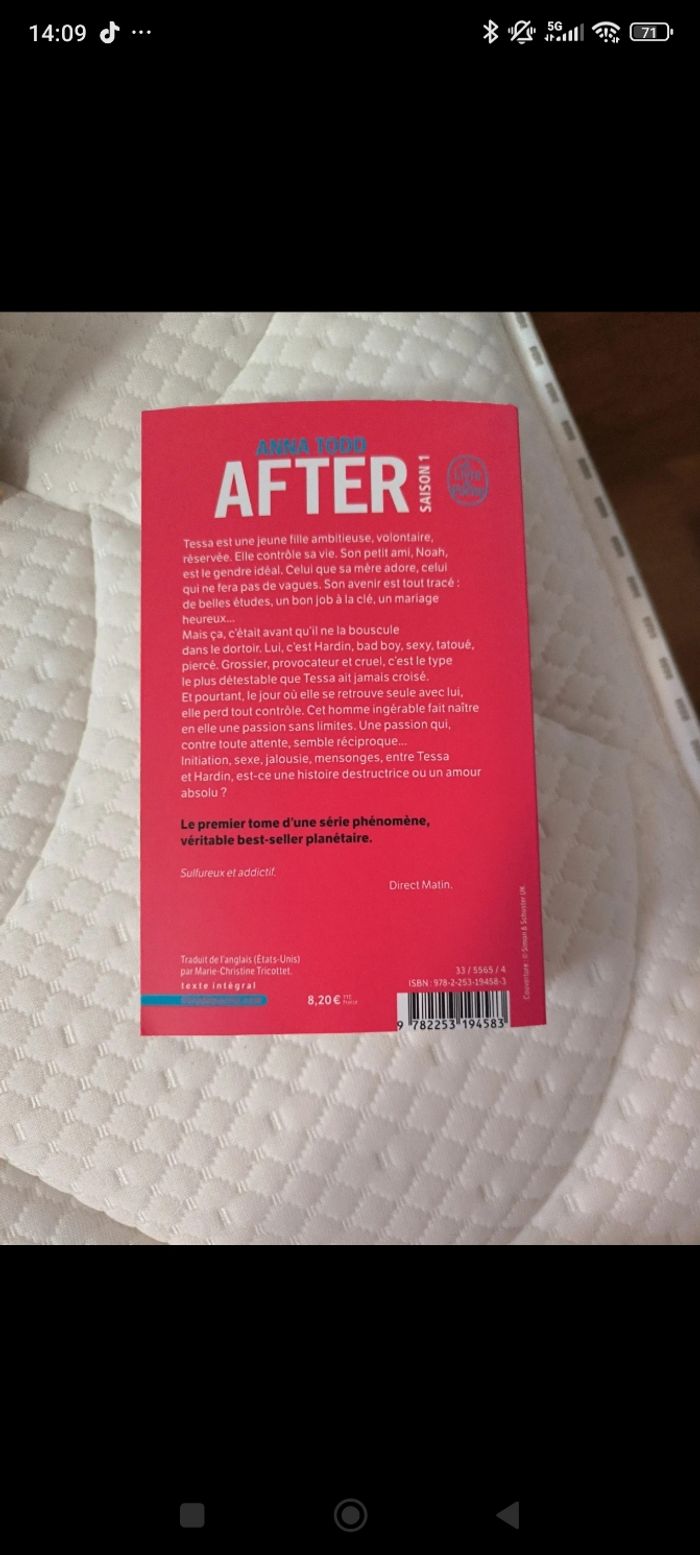 14:09
5G
71
ANNA TODD
AFTER
SAISON 1
Le Livre de Poche
Tessa est une jeune fille ambitieuse, volontaire,
réservée. Elle contrôle sa vie. Son petit ami, Noah,
est le gendre idéal. Celui que sa mère adore, celui
qui ne fera pas de vagues. Son avenir est tout tracé :
de belles études, un bon job à la clé, un mariage
heureux...
Mais ça, c'était avant qu'il ne la bouscule
dans le dortoir. Lui, c'est Hardin, bad boy, sexy, tatoué,
piercé. Grossier, provocateur et cruel, c'est le type
le plus détestable que Tessa ait jamais croisé.
Et pourtant, le jour où elle se retrouve seule avec lui,
elle perd tout contrôle. Cet homme ingérable fait naître
en elle une passion sans limites. Une passion qui,
contre toute attente, semble réciproque...
Initiation, sexe, jalousie, mensonges, entre Tessa
et Hardin, est-ce une histoire destructrice ou un amour
absolu ?
Le premier tome d'une série phénomène,
véritable best-seller planétaire.
Sulfureux et addictif.
Direct Matin.
Traduit de l'anglais (États-Unis)
par Marie-Christine Tricottet.
texte intégral
8,20 €
33 / 5565 / 4
ISBN : 978-2-253-19458-3
9 782253 194583
Couverture : © Simon & Schuster UK.